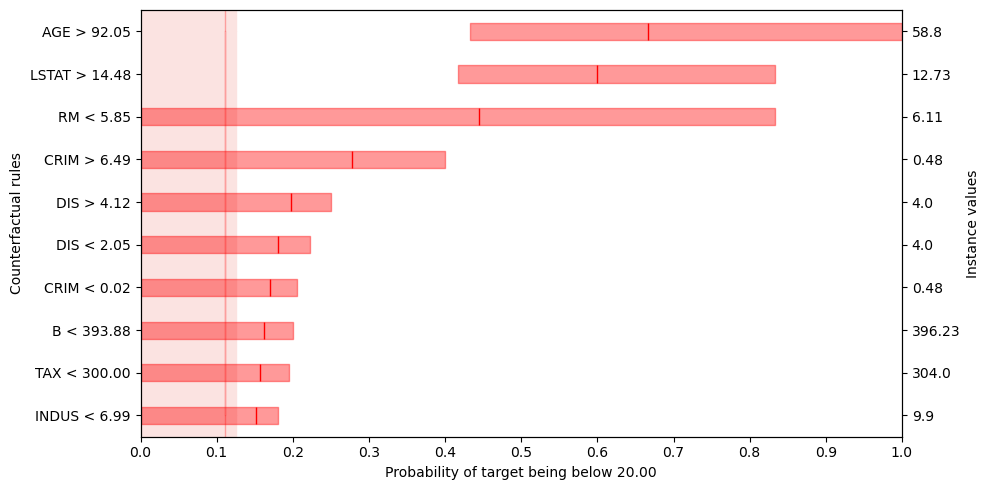 AGE > 92.05 58.8
LSTAT > 14.48 12.73
RM < 5.85 6.11
CRIM > 6.49 0.48
DIS > 4.12 4.0
DIS < 2.05 4.0
CRIM < 0.02 0.48
B < 393.88 396.23
TAX < 300.00 304.0
INDUS < 6.99 9.9
Counterfactual rules
Instance values
0.0 0.1 0.2 0.3 0.4 0.5 0.6 0.7 0.8 0.9 1.0
Probability of target being below 20.00